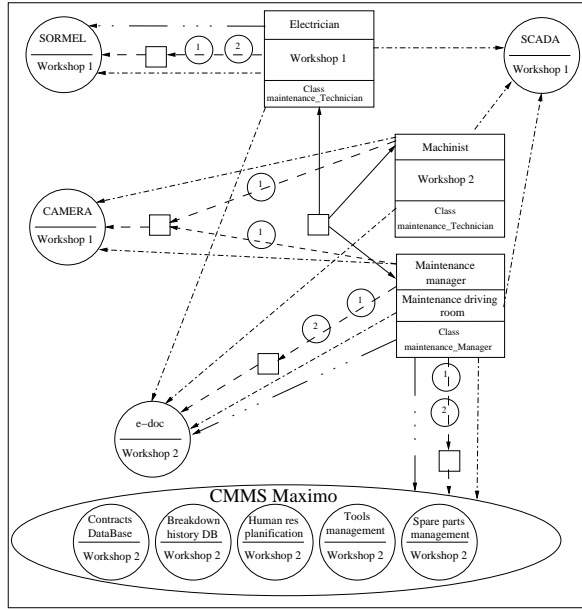 Electrician
Workshop 1
Class
maintenance_Technician
SORMEL
Workshop 1
1
2
SCADA
Workshop 1
Machinist
Workshop 2
Class
maintenance_Technician
1
CAMERA
Workshop 1
1
Maintenance
manager
Maintenance driving
room
Class
maintenance_Manager
1
2
1
2
e-doc
Workshop 2
CMMS Maximo
Contracts
DataBase
Workshop 2
Breakdown
history DB
Workshop 2
Human res
planification
Workshop 2
Tools
management
Workshop 2
Spare parts
management
Workshop 2